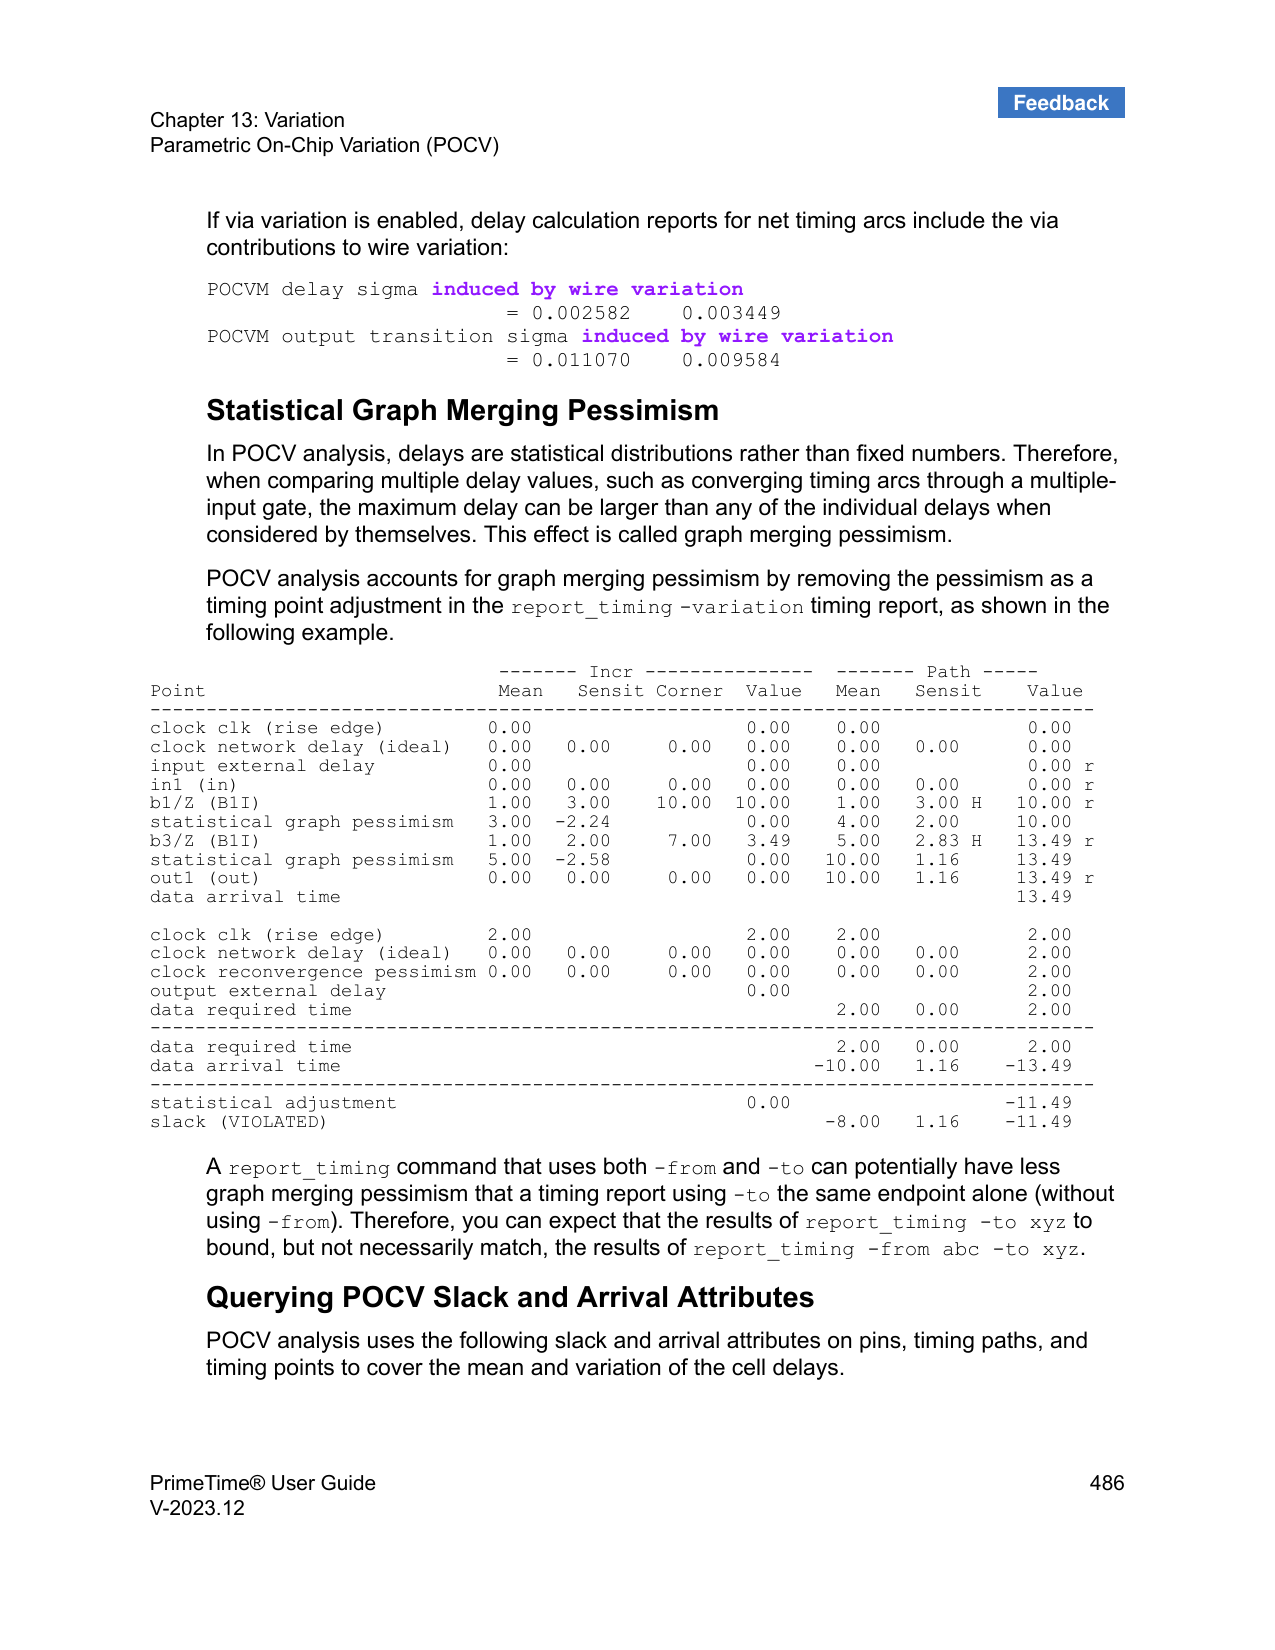 Feedback
Chapter 13: Variation
Parametric On-Chip Variation (POCV)
If via variation is enabled, delay calculation reports for net timing arcs include the via
contributions to wire variation:
POCVM delay sigma induced by wire variation
= 0.002582    0.003449
POCVM output transition sigma induced by wire variation
= 0.011070    0.009584
Statistical Graph Merging Pessimism
In POCV analysis, delays are statistical distributions rather than fixed numbers. Therefore,
when comparing multiple delay values, such as converging timing arcs through a multiple-
input gate, the maximum delay can be larger than any of the individual delays when
considered by themselves. This effect is called graph merging pessimism.
POCV analysis accounts for graph merging pessimism by removing the pessimism as a
timing point adjustment in the report_timing -variation timing report, as shown in the
following example.
                               ------- Incr ---------------  ------- Path -----
Point                          Mean   Sensit Corner  Value   Mean   Sensit    Value
------------------------------------------------------------------------------------
clock clk (rise edge)         0.00                   0.00    0.00             0.00
clock network delay (ideal)   0.00   0.00     0.00   0.00    0.00   0.00      0.00
input external delay          0.00                   0.00    0.00             0.00 r
in1 (in)                      0.00   0.00     0.00   0.00    0.00   0.00      0.00 r
b1/Z (B1I)                    1.00   3.00    10.00  10.00    1.00   3.00 H   10.00 r
statistical graph pessimism   3.00  -2.24            0.00    4.00   2.00     10.00
b3/Z (B1I)                    1.00   2.00     7.00   3.49    5.00   2.83 H   13.49 r
statistical graph pessimism   5.00  -2.58            0.00   10.00   1.16     13.49
out1 (out)                    0.00   0.00     0.00   0.00   10.00   1.16     13.49 r
data arrival time                                                            13.49
clock clk (rise edge)         2.00                   2.00    2.00             2.00
clock network delay (ideal)   0.00   0.00     0.00   0.00    0.00   0.00      2.00
clock reconvergence pessimism 0.00   0.00     0.00   0.00    0.00   0.00      2.00
output external delay                                0.00                     2.00
data required time                                           2.00   0.00      2.00
------------------------------------------------------------------------------------
data required time                                           2.00   0.00      2.00
data arrival time                                          -10.00   1.16    -13.49
------------------------------------------------------------------------------------
statistical adjustment                               0.00                   -11.49
slack (VIOLATED)                                            -8.00   1.16    -11.49
A report_timing command that uses both -from and -to can potentially have less
graph merging pessimism that a timing report using -to the same endpoint alone (without
using -from). Therefore, you can expect that the results of report_timing -to xyz to
bound, but not necessarily match, the results of report_timing -from abc -to xyz.
Querying POCV Slack and Arrival Attributes
POCV analysis uses the following slack and arrival attributes on pins, timing paths, and
timing points to cover the mean and variation of the cell delays.
PrimeTime® User Guide 486
V-2023.12